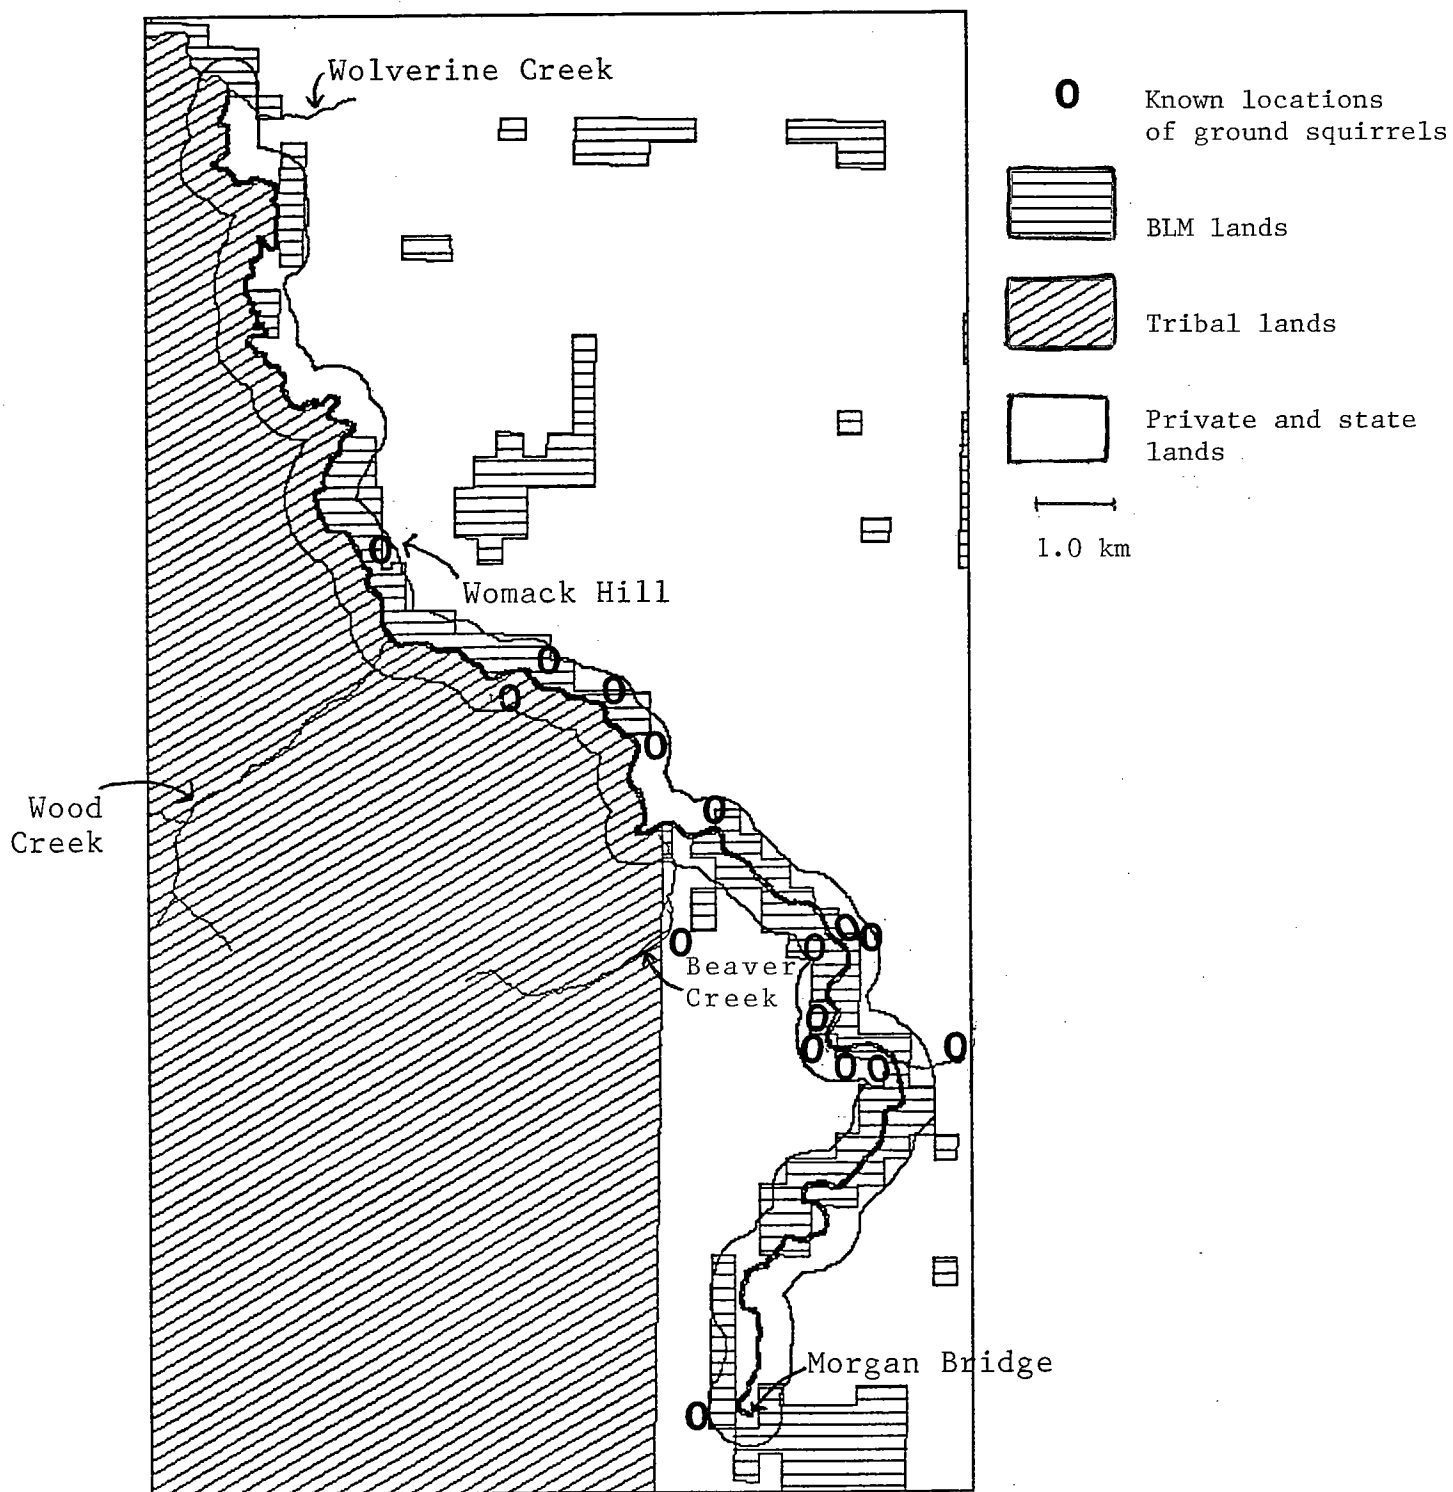 Wolverine Creek
Womack Hill
Wood
Creek
Beaver
Creek
Morgan Bridge
0 Known locations
of ground squirrels
BLM lands
Tribal lands
Private and state
lands
1.0 km